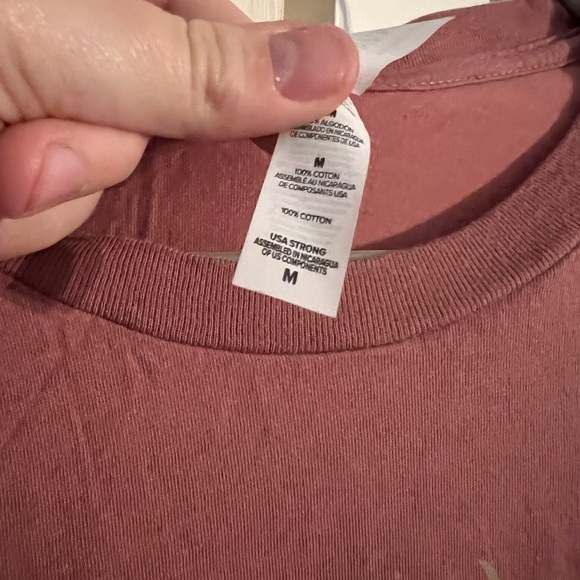 M
ALGODÓN
EN NICARAGUA
DE COMPONENTES DE USA
M
100% COTON
ASSEMBLÉ AU NICARAGUA
DE COMPOSANTS USA
100% COTTON
USA STRONG
ASSEMBLED IN NICARAGUA
OF US COMPONENTS
M